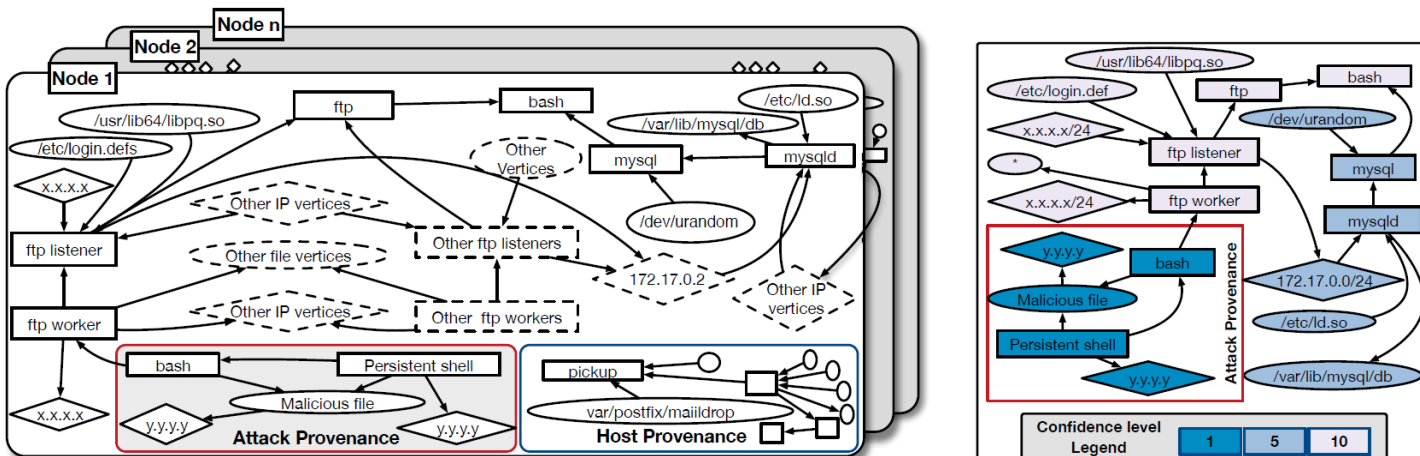 Node n
Node 2
Node 1
ftp
bash
/etc/ld.so
/usr/lib64/libpq.so
/var/lib/mysql/db
/etc/login.defs
Other
Vertices
mysql
mysqld
x.x.x.x
Other IP vertices
/dev/urandom
ftp listener
Other ftp listeners
Other file vertices
172.17.0.2
Other IP
vertices
ftp worker
Other IP vertices
Other ftp workers
bash
Persistent shell
pickup
Malicious file
x.x.x.x
y.y.y.y
y.y.y.y
var/postfix/maiildrop
Attack Provenance
Host Provenance
/usr/lib64/libpq.so
bash
/etc/login.def
ftp
/dev/urandom
x.x.x.x/24
ftp listener
*
mysql
x.x.x.x/24
ftp worker
mysqld
y.y.y.y
bash
172.17.0.0/24
Malicious file
Attack Provenance
/etc/ld.so
Persistent shell
y.y.y.y
/var/lib/mysql/db
Confidence level
Legend
1
5
10